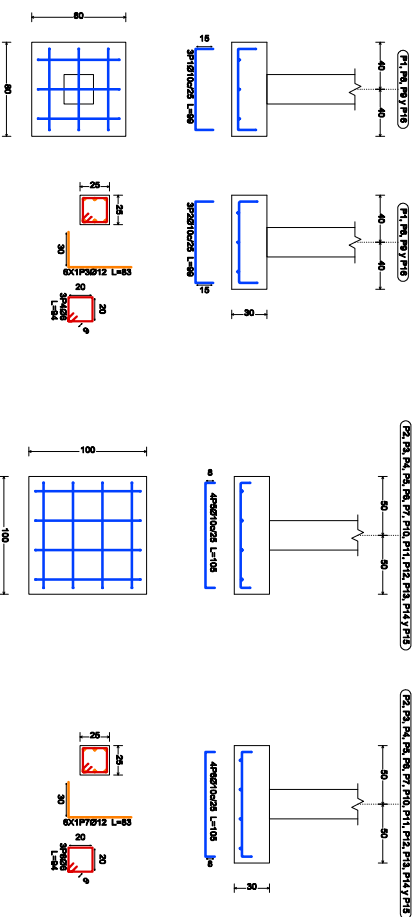 P1, P8, P9 y P16
40
40
15
3P1Ø10c/25 L=99
80
80
P1, P8, P9 y P16
40
40
30
3P2Ø10c/25 L=99
15
25
25
30
6X1P3Ø12 L=83
20
20
3P4Ø6
L=94
6
P2, P3, P4, P5, P6, P7, P10, P11, P12, P13, P14 y P15
50
50
8
4P5Ø10c/25 L=105
100
100
P2, P3, P4, P5, P6, P7, P10, P11, P12, P13, P14 y P15
50
50
30
4P6Ø10c/25 L=105
8
25
25
30
6X1P7Ø12 L=83
20
20
3P8Ø6
L=94
6